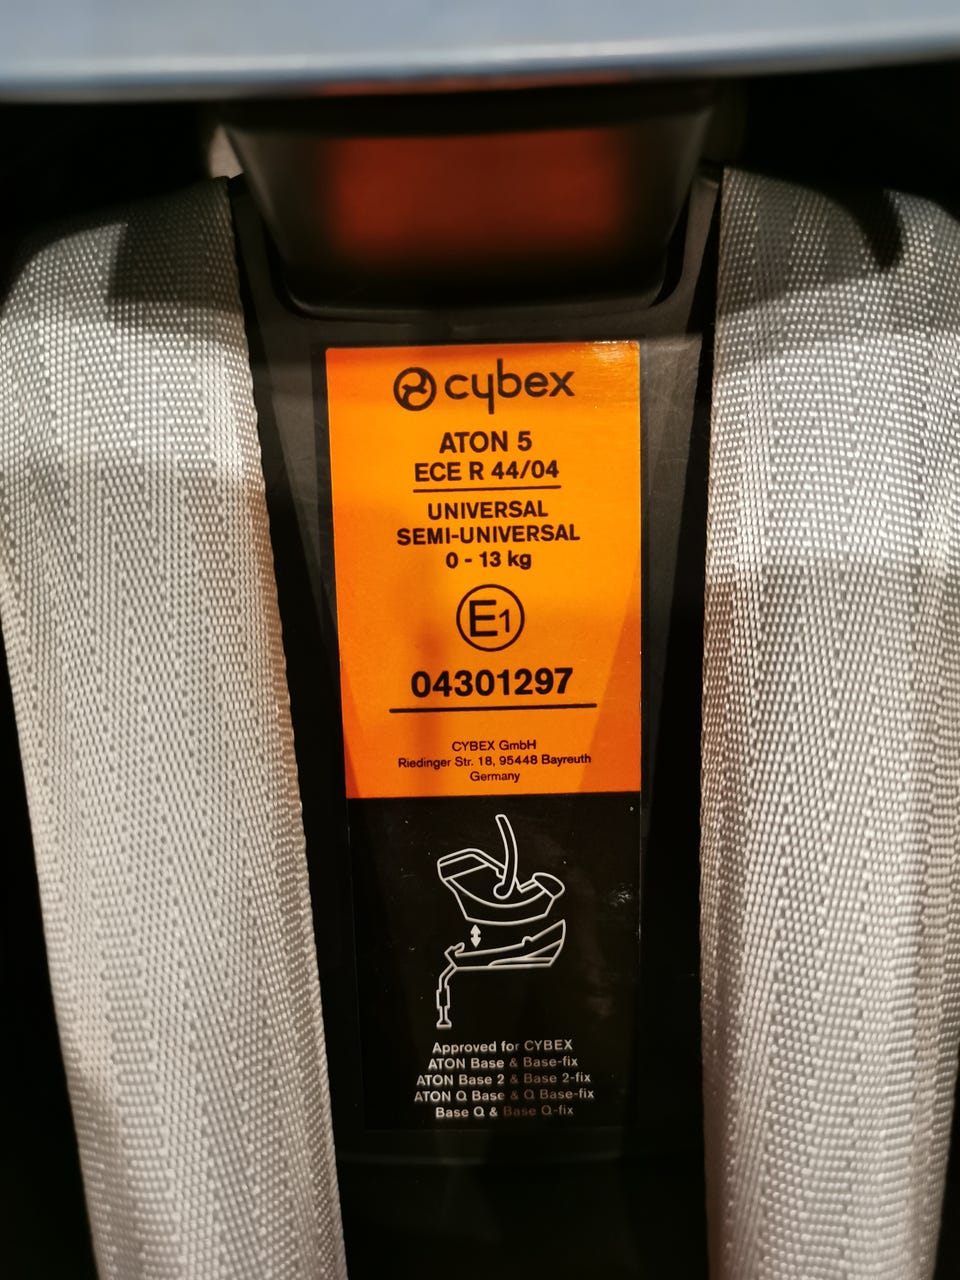 cybex
ATON 5
ECE R 44/04
UNIVERSAL
SEMI-UNIVERSAL
0 - 13 kg
E1
04301297
CYBEX GmbH
Riedinger Str. 18, 95448 Bayreuth
Germany
Approved for CYBEX
ATON Base & Base-fix
ATON Base 2 & Base 2-fix
ATON Q Base & Q Base-fix
Base Q & Base Q-fix